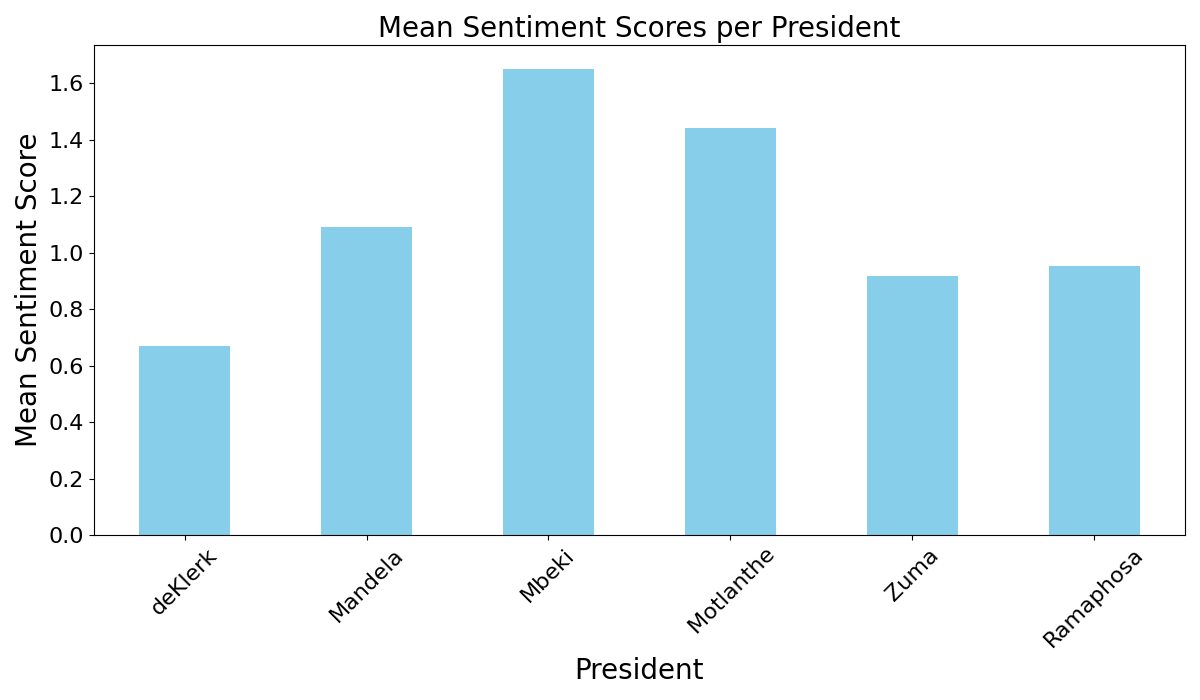 Mean Sentiment Scores per President
Mean Sentiment Score
1.6
1.4
1.2
1.0
0.8
0.6
0.4
0.2
0.0
deKlerk
Mandela
Mbeki
Motlanthe
Zuma
Ramaphosa
President